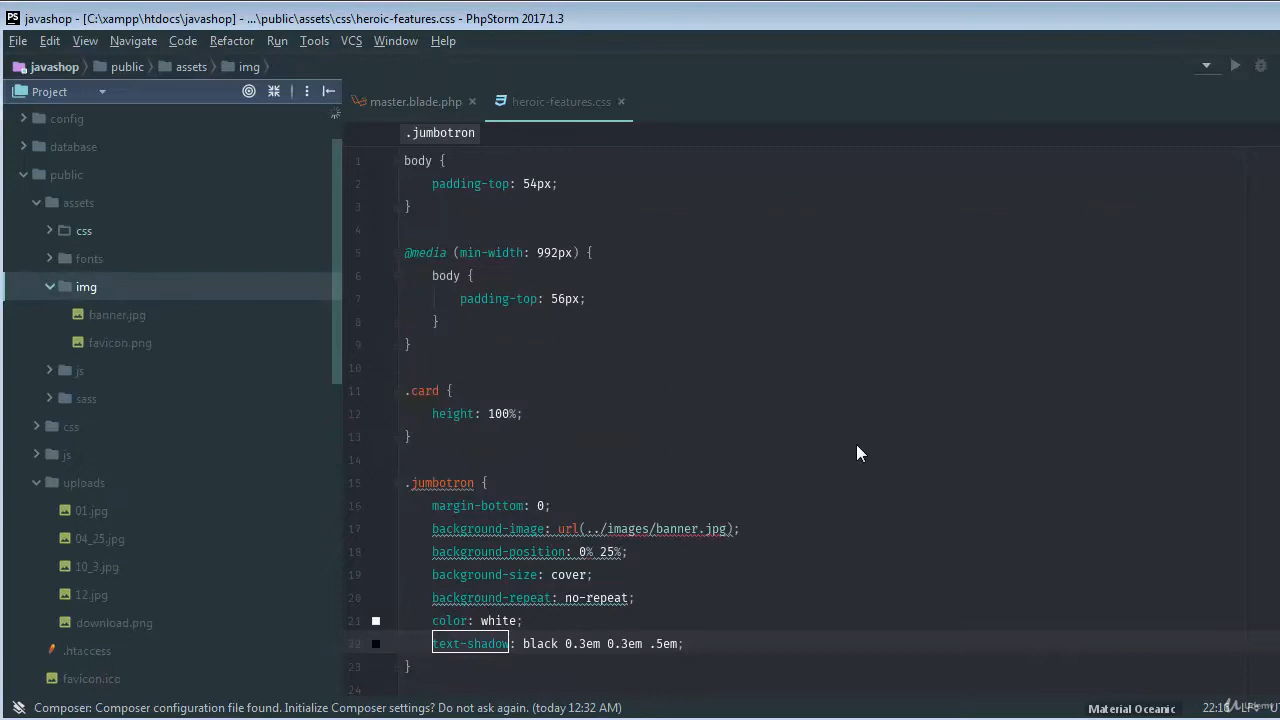 javashop - [C:\xampp\htdocs\javashop] - ...\public\assets\css\heroic-features.css - PhpStorm 2017.1.3
File Edit View Navigate Code Refactor Run Tools VCS Window Help
javashop public assets img
Project
master.blade.php
heroic-features.css
.jumbotron
config
database
public
assets
css
fonts
img
banner.jpg
favicon.png
js
sass
css
js
uploads
01.jpg
04_25.jpg
10_3.jpg
12.jpg
download.png
.htaccess
favicon.ico
1 body {
2 padding-top: 54px;
3 }
4
5 @media (min-width: 992px) {
6 body {
7 padding-top: 56px;
8 }
9 }
10
11 .card {
12 height: 100%;
13 }
14
15 .jumbotron {
16 margin-bottom: 0;
17 background-image: url(../images/banner.jpg);
18 background-position: 0% 25%;
19 background-size: cover;
20 background-repeat: no-repeat;
21 color: white;
22 text-shadow: black 0.3em 0.3em .5em;
23 }
24
Composer: Composer configuration file found. Initialize Composer settings? Do not ask again. (today 12:32 AM)
Material Oceanic